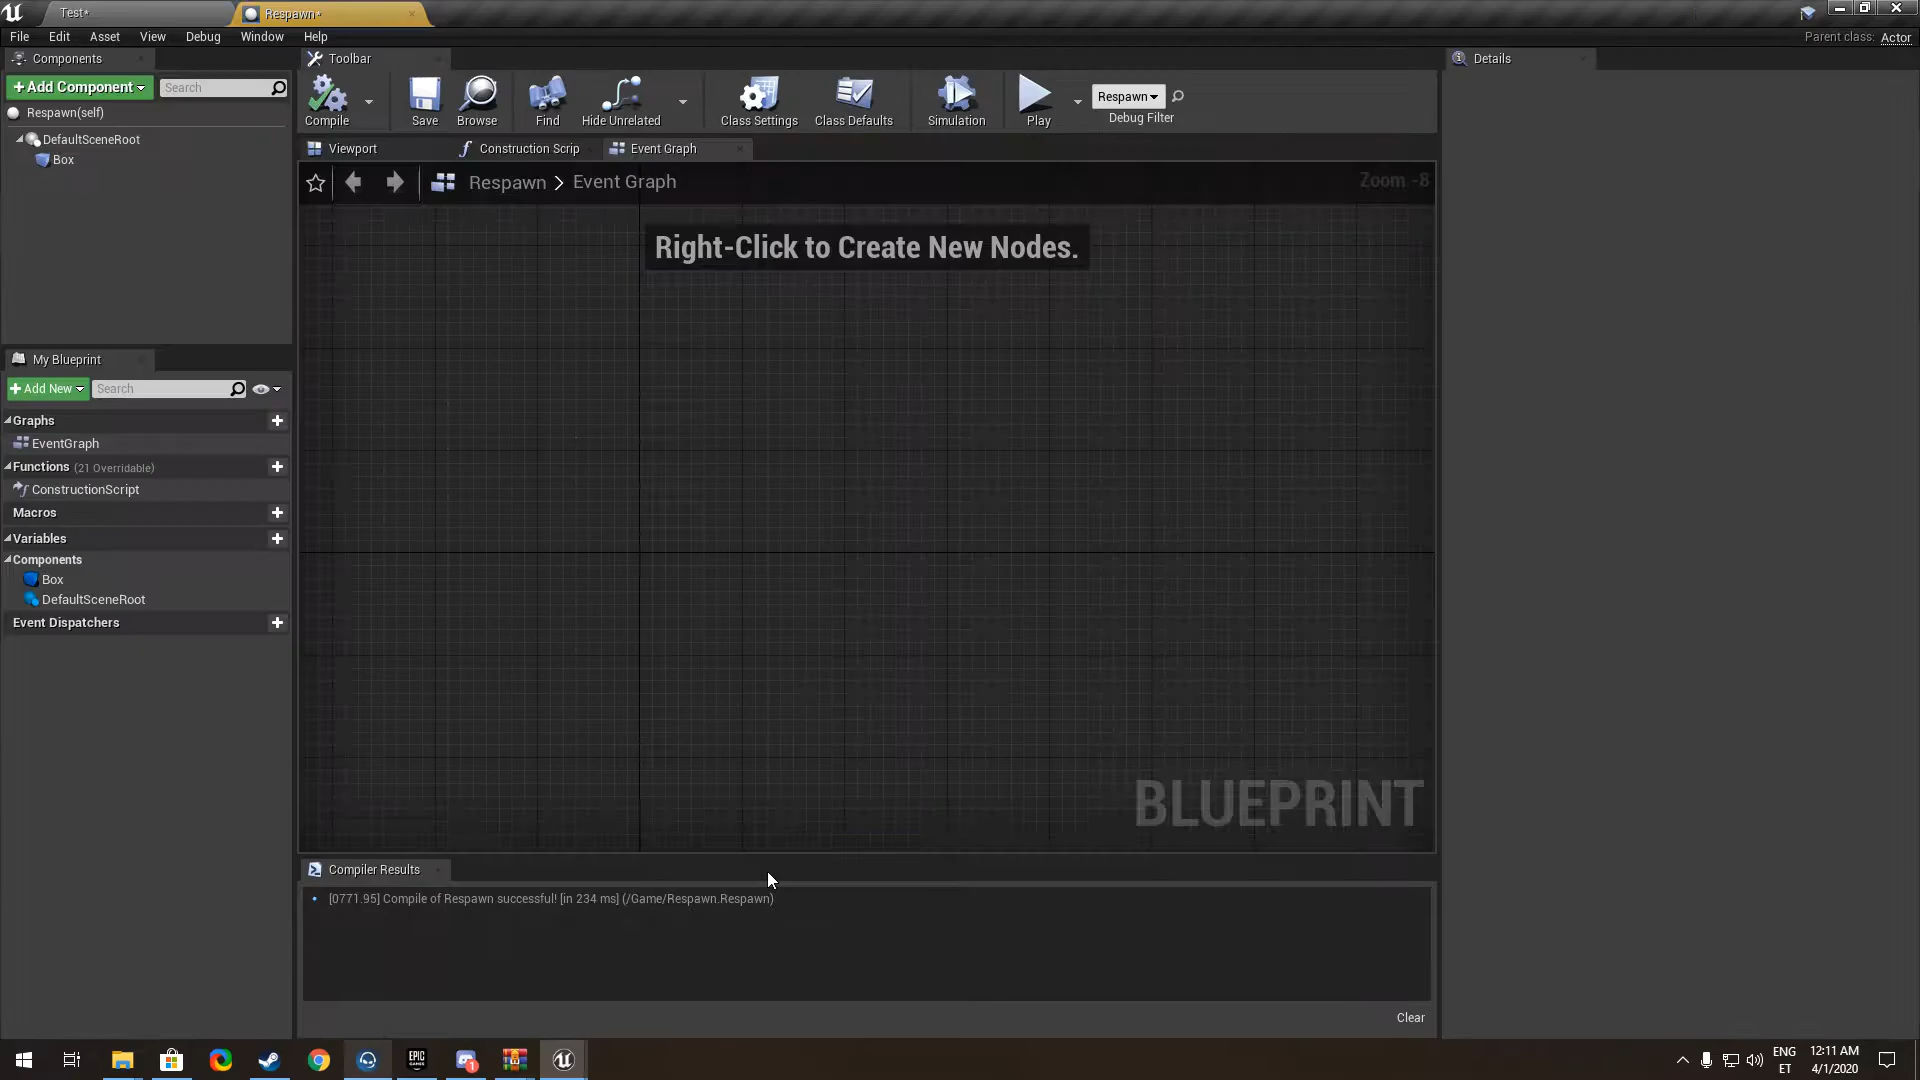 Test*
Respawn*
File Edit Asset View Debug Window Help
Parent class: Actor
Components
+Add Component
Search
Respawn(self)
DefaultSceneRoot
Box
My Blueprint
+Add New
Search
Graphs
EventGraph
Functions (21 Overridable)
ConstructionScript
Macros
Variables
Components
Box
DefaultSceneRoot
Event Dispatchers
Toolbar
Compile
Save
Browse
Find
Hide Unrelated
Class Settings
Class Defaults
Simulation
Play
Respawn
Debug Filter
Viewport
Construction Scrip
Event Graph
Respawn > Event Graph
Zoom -8
Right-Click to Create New Nodes.
BLUEPRINT
Compiler Results
[0771.95] Compile of Respawn successful! [in 234 ms] (/Game/Respawn.Respawn)
Clear
Details
EPIC
GAMES
1
ENG
ET
12:11 AM
4/1/2020